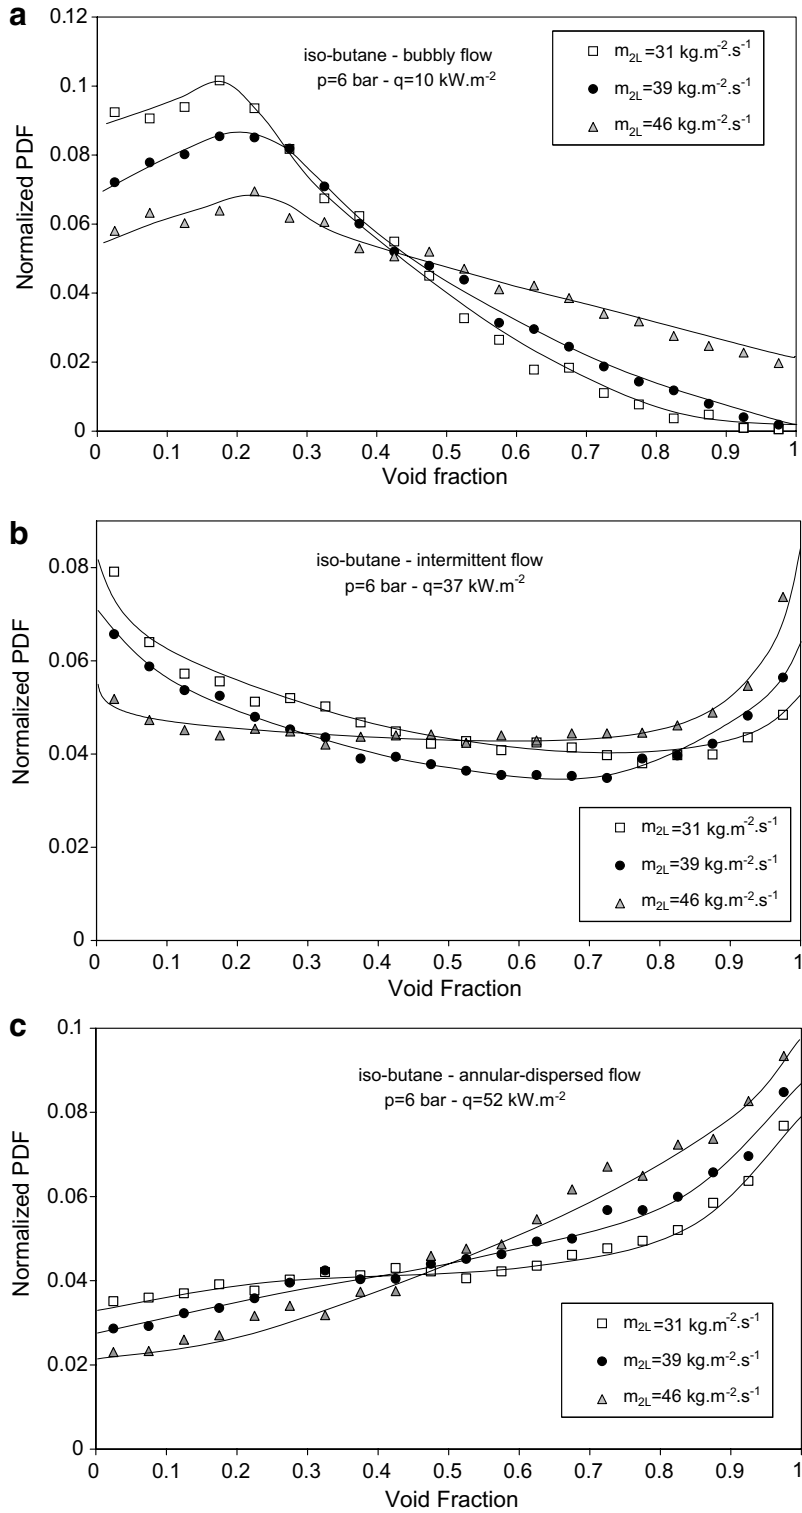 a
0.12
0.1
0.08
0.06
0.04
0.02
0
Normalized PDF
iso-butane - bubbly flow
p=6 bar - q=10 kW.m-2
m2L=31 kg.m-2.s-1
m2L=39 kg.m-2.s-1
m2L=46 kg.m-2.s-1
0 0.1 0.2 0.3 0.4 0.5 0.6 0.7 0.8 0.9 1
Void fraction
b
0.08
0.06
0.04
0.02
0
Normalized PDF
iso-butane - intermittent flow
p=6 bar - q=37 kW.m-2
m2L=31 kg.m-2.s-1
m2L=39 kg.m-2.s-1
m2L=46 kg.m-2.s-1
0 0.1 0.2 0.3 0.4 0.5 0.6 0.7 0.8 0.9 1
Void Fraction
c
0.1
0.08
0.06
0.04
0.02
0
Normalized PDF
iso-butane - annular-dispersed flow
p=6 bar - q=52 kW.m-2
m2L=31 kg.m-2.s-1
m2L=39 kg.m-2.s-1
m2L=46 kg.m-2.s-1
0 0.1 0.2 0.3 0.4 0.5 0.6 0.7 0.8 0.9 1
Void Fraction